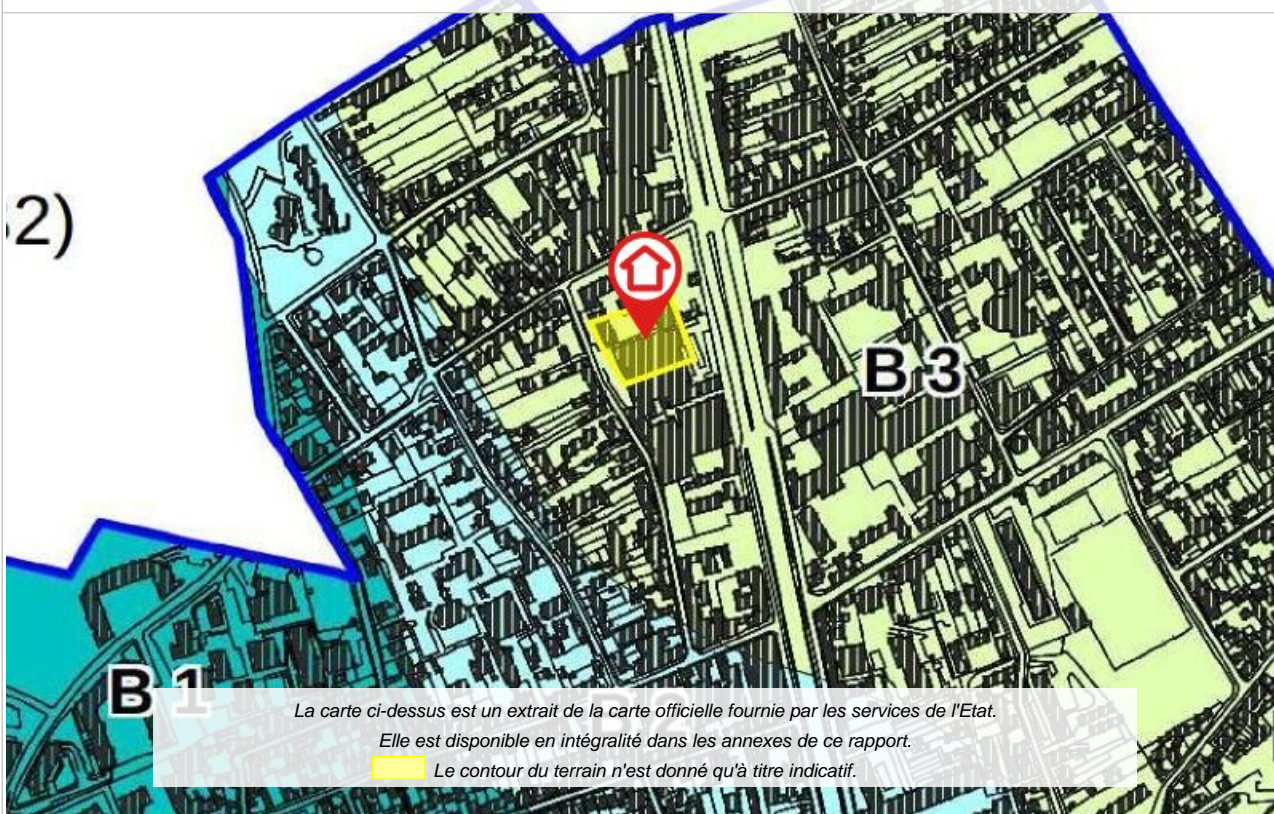 2)
B 3
B 1
La carte ci-dessus est un extrait de la carte officielle fournie par les services de l'Etat.
Elle est disponible en intégralité dans les annexes de ce rapport.
Le contour du terrain n'est donné qu'à titre indicatif.